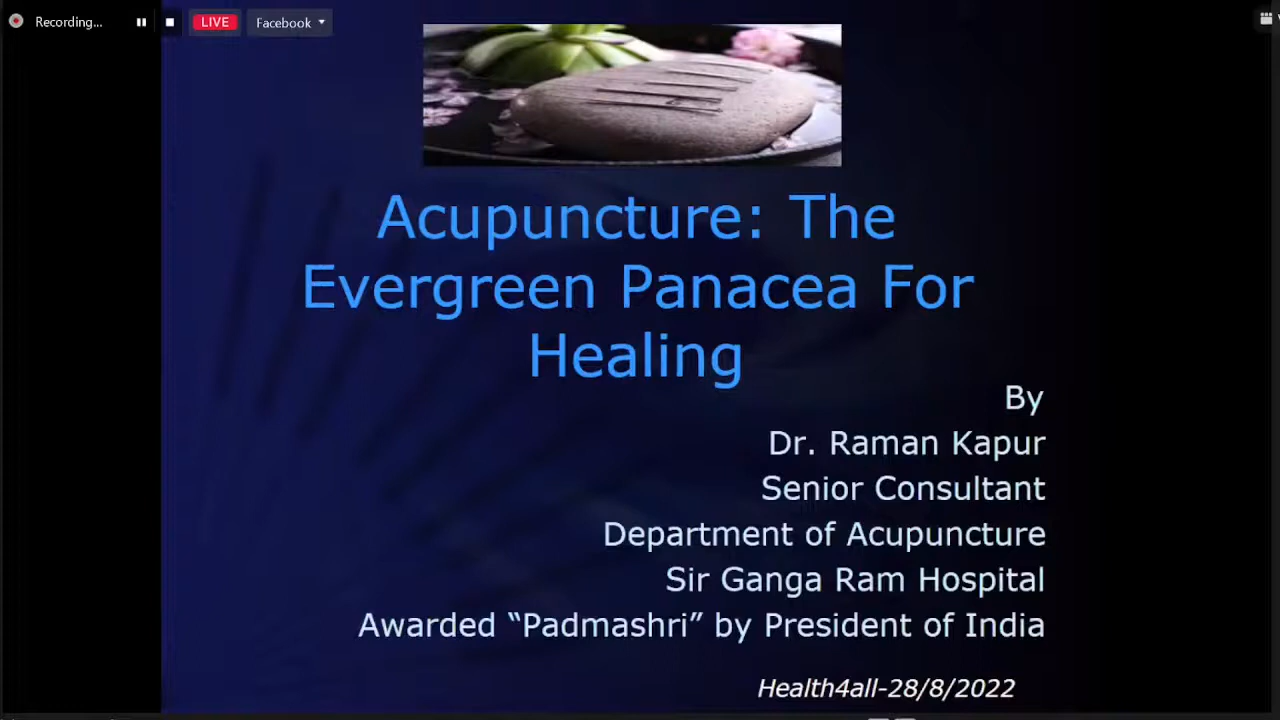 Recording...
LIVE
Facebook
Acupuncture: The
Evergreen Panacea For
Healing
By
Dr. Raman Kapur
Senior Consultant
Department of Acupuncture
Sir Ganga Ram Hospital
Awarded “Padmashri” by President of India
Health4all-28/8/2022